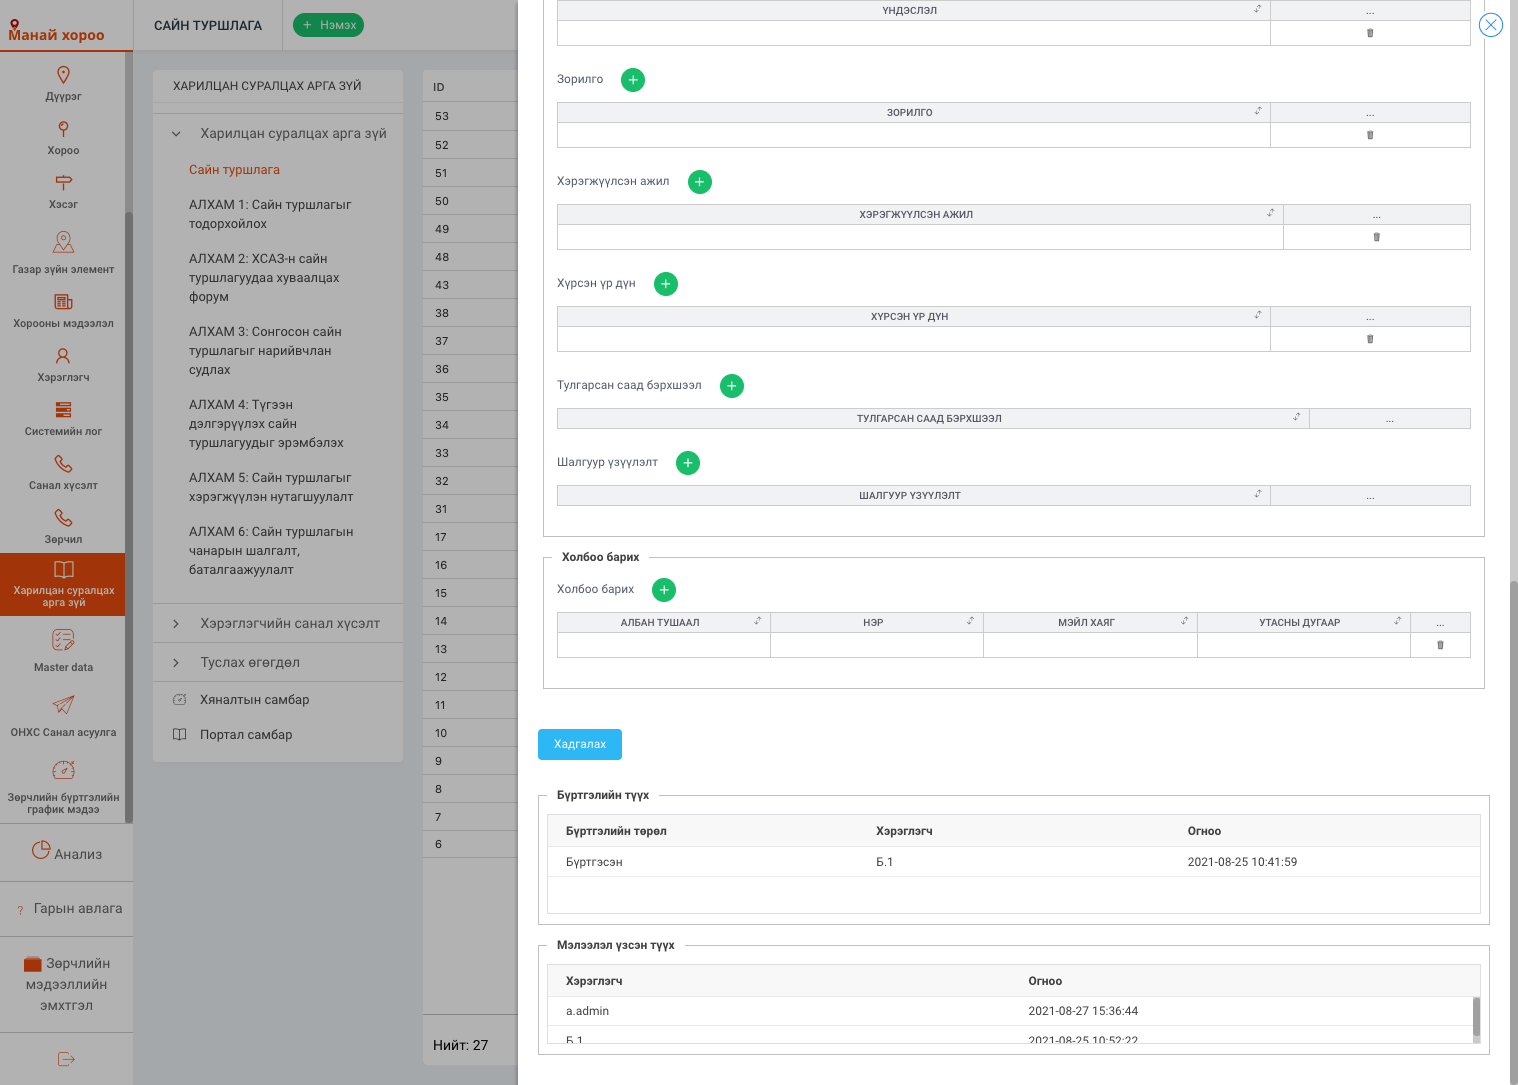 Манай хороо
САЙН ТУРШЛАГА
+ Нэмэх
Дүүрэг
Хороо
Хэсэг
Газар зүйн элемент
Хорооны мэдээлэл
Хэрэглэгч
Системийн лог
Санал хүсэлт
Зөрчил
Харилцан суралцах
арга зүй
Master data
ОНХС Санал асуулга
Зөрчлийн бүртгэлийн
график мэдээ
Анализ
? Гарын авлага
Зөрчлийн
мэдээллийн
эмхтгэл
ХАРИЛЦАН СУРАЛЦАХ АРГА ЗҮЙ
Харилцан суралцах арга зүй
Сайн туршлага
АЛХАМ 1: Сайн туршлагыг
тодорхойлох
АЛХАМ 2: ХСАЗ-н сайн
туршлагуудаа хуваалцах
форум
АЛХАМ 3: Сонгосон сайн
туршлагыг нарийвчлан
судлах
АЛХАМ 4: Түгээн
дэлгэрүүлэх сайн
туршлагуудыг эрэмбэлэх
АЛХАМ 5: Сайн туршлагыг
хэрэгжүүлэн нутагшуулалт
АЛХАМ 6: Сайн туршлагын
чанарын шалгалт,
баталгаажуулалт
Хэрэглэгчийн санал хүсэлт
Туслах өгөгдөл
Хяналтын самбар
Портал самбар
ID
53
52
51
50
49
48
43
38
37
36
35
34
33
32
31
17
16
15
14
13
12
11
10
9
8
7
6
Нийт: 27
ҮНДЭСЛЭЛ ...
Зорилго +
ЗОРИЛГО ...
Хэрэгжүүлсэн ажил +
ХЭРЭГЖҮҮЛСЭН АЖИЛ ...
Хүрсэн үр дүн +
ХҮРСЭН ҮР ДҮН ...
Тулгарсан саад бэрхшээл +
ТУЛГАРСАН СААД БЭРХШЭЭЛ ...
Шалгуур үзүүлэлт +
ШАЛГУУР ҮЗҮҮЛЭЛТ ...
Холбоо барих
Холбоо барих +
АЛБАН ТУШААЛ НЭР МЭЙЛ ХАЯГ УТАСНЫ ДУГААР ...
Хадгалах
Бүртгэлийн түүх
Бүртгэлийн төрөл Хэрэглэгч Огноо
Бүртгэсэн Б.1 2021-08-25 10:41:59
Мэлээлэл үзсэн түүх
Хэрэглэгч Огноо
a.admin 2021-08-27 15:36:44
Б.1 2021-08-25 10:52:22